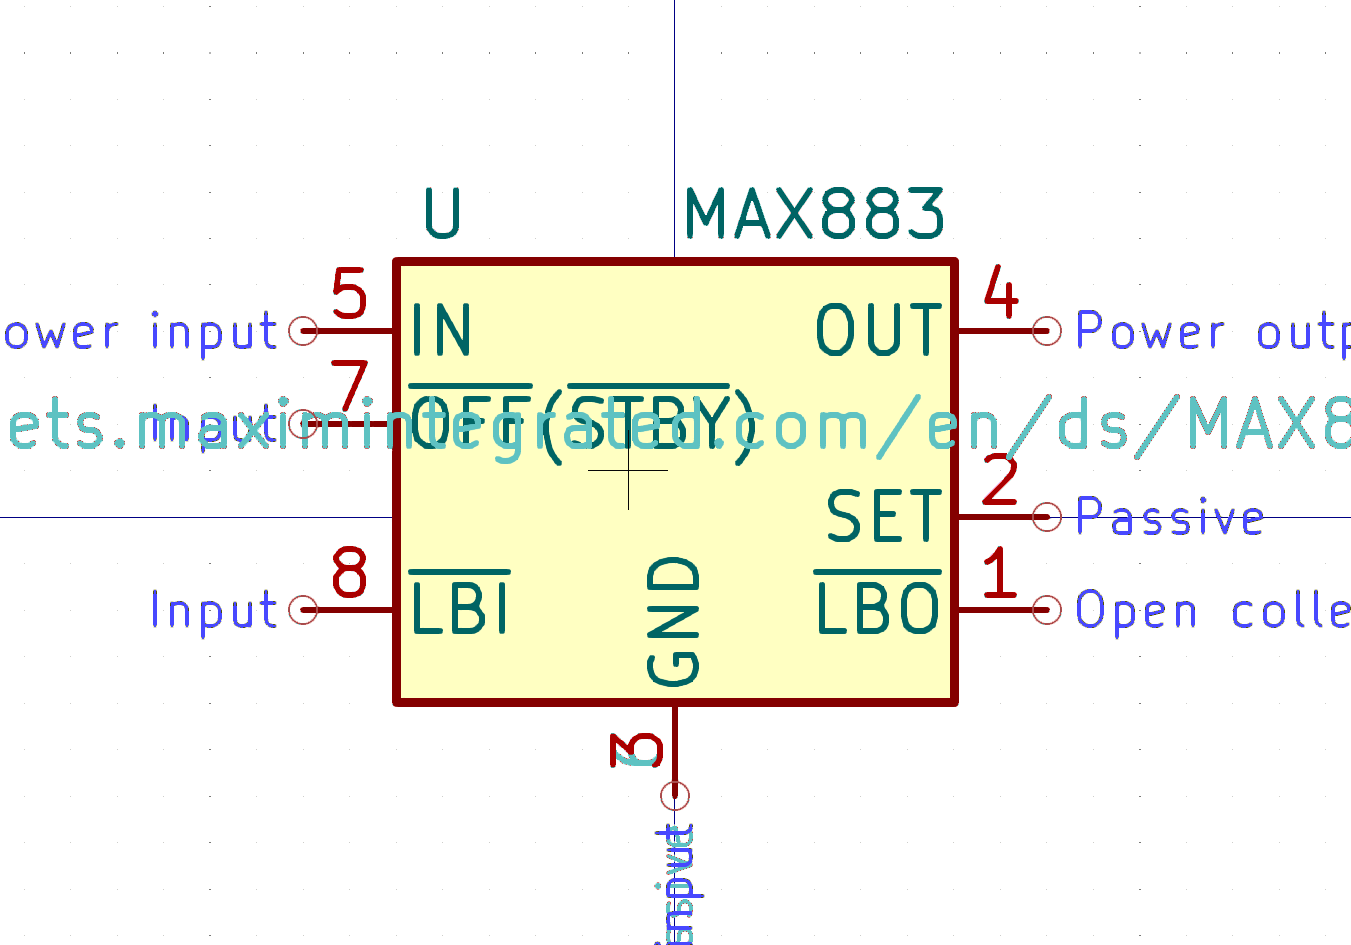 U MAX883
5 4
ower input IN OUT Power outp
7
Input OFF(STBY)
ets.maximintegrated.com/en/ds/MAX8
2
SET Passive
8 1
Input LBI LBO Open colle
GND
3
input